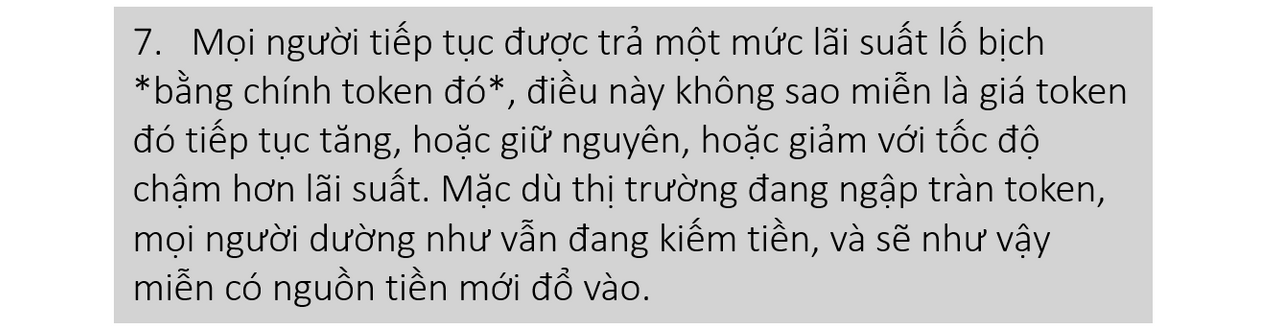 7. Mọi người tiếp tục được trả một mức lãi suất lố bịch
*bằng chính token đó*, điều này không sao miễn là giá token
đó tiếp tục tăng, hoặc giữ nguyên, hoặc giảm với tốc độ
chậm hơn lãi suất. Mặc dù thị trường đang ngập tràn token,
mọi người dường như vẫn đang kiếm tiền, và sẽ như vậy
miễn có nguồn tiền mới đổ vào.